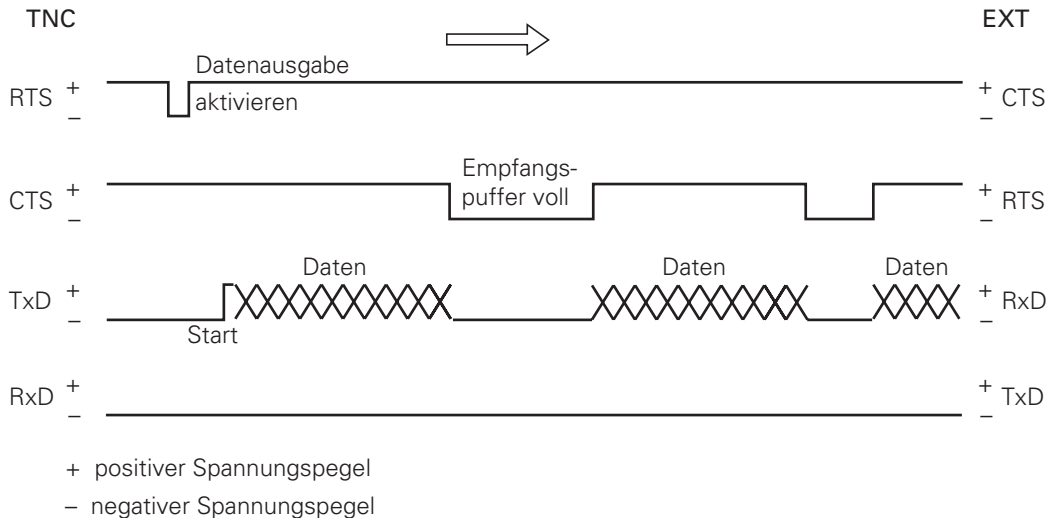 TNC EXT
RTS + Datenausgabe + CTS
– aktivieren –
CTS + Empfangs- + RTS
– puffer voll –
Daten Daten Daten
TxD + + RxD
– Start –
RxD + + TxD
– –
+ positiver Spannungspegel
– negativer Spannungspegel